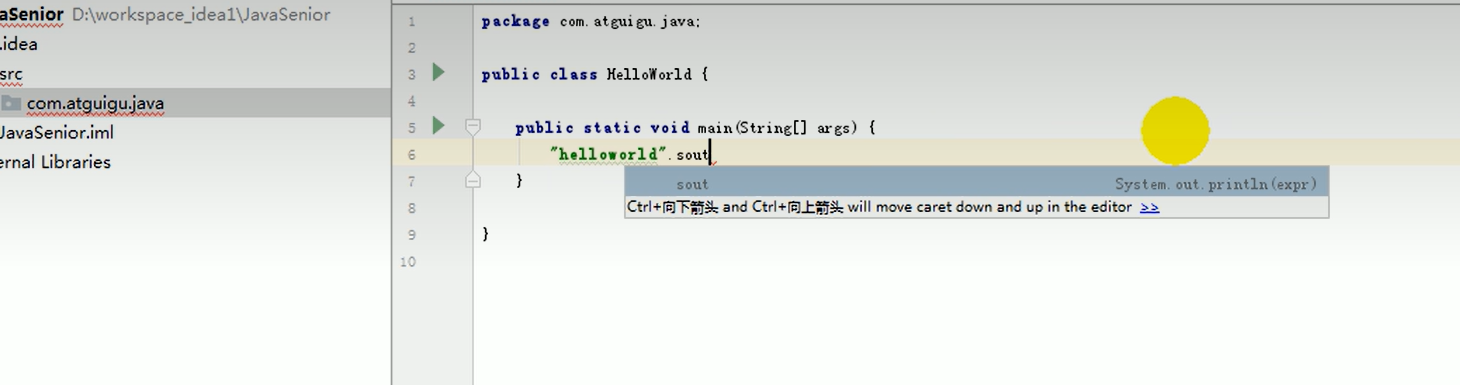 aSenior D:\workspace_idea1\JavaSenior
.idea
src
com.atguigu.java
JavaSenior.iml
ernal Libraries
1 package com.atguigu.java;
2
3 public class HelloWorld {
4
5 public static void main(String[] args) {
6 "helloworld".sout
sout System.out.println(expr)
Ctrl+向下箭头 and Ctrl+向上箭头 will move caret down and up in the editor >>
7 }
8
9 }
10